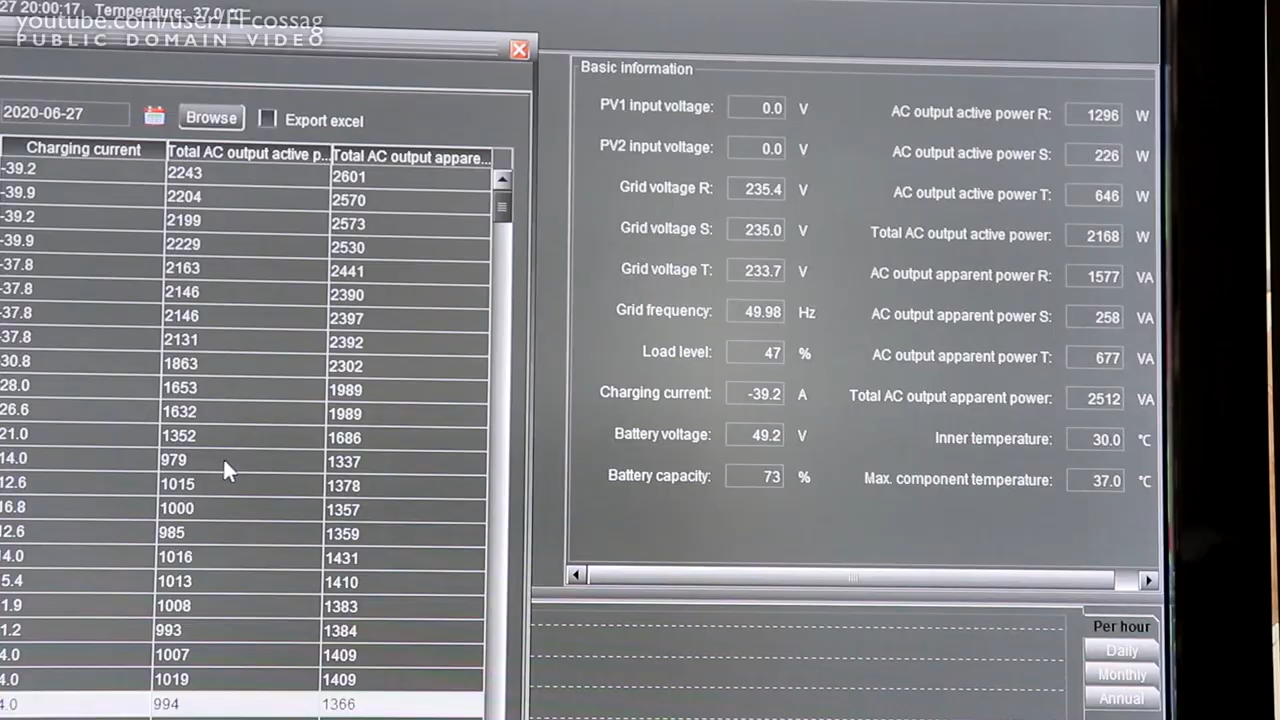 27 20:00:17 Temperature: 37.0 °C
youtube.com/user/FFcossag
PUBLIC DOMAIN VIDEO
2020-06-27
Browse
Export excel
Charging current Total AC output active p... Total AC output appare...
-39.2 2243 2601
-39.9 2204 2570
-39.2 2199 2573
-39.9 2229 2530
-37.8 2163 2441
-37.8 2146 2390
-37.8 2146 2397
-37.8 2131 2392
-30.8 1863 2302
-28.0 1653 1989
-26.6 1632 1989
21.0 1352 1686
14.0 979 1337
12.6 1015 1378
16.8 1000 1357
12.6 985 1359
14.0 1016 1431
5.4 1013 1410
1.9 1008 1383
1.2 993 1384
4.0 1007 1409
4.0 1019 1409
4.0 994 1366
Basic information
PV1 input voltage: 0.0 V
PV2 input voltage: 0.0 V
Grid voltage R: 235.4 V
Grid voltage S: 235.0 V
Grid voltage T: 233.7 V
Grid frequency: 49.98 Hz
Load level: 47 %
Charging current: -39.2 A
Battery voltage: 49.2 V
Battery capacity: 73 %
AC output active power R: 1296 W
AC output active power S: 226 W
AC output active power T: 646 W
Total AC output active power: 2168 W
AC output apparent power R: 1577 VA
AC output apparent power S: 258 VA
AC output apparent power T: 677 VA
Total AC output apparent power: 2512 VA
Inner temperature: 30.0 °C
Max. component temperature: 37.0 °C
Per hour
Daily
Monthly
Annual